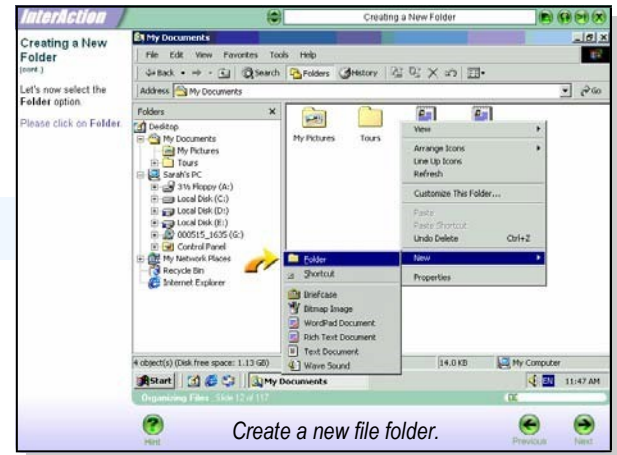 InterAction
Creating a New Folder
Creating a New
Folder
(cont.)
Let's now select the
Folder option.
Please click on Folder.
My Documents
File Edit View Favorites Tools Help
Back Search Folders History
Address My Documents Go
Folders
Desktop
My Documents
My Pictures
Tours
Sarah's PC
3½ Floppy (A:)
Local Disk (C:)
Local Disk (D:)
Local Disk (E:)
000515_1635 (G:)
Control Panel
My Network Places
Recycle Bin
Internet Explorer
My Pictures Tours
View
Arrange Icons
Line Up Icons
Refresh
Customize This Folder...
Paste
Paste Shortcut
Undo Delete Ctrl+Z
New
Properties
Folder
Shortcut
Briefcase
Bitmap Image
WordPad Document
Rich Text Document
Text Document
Wave Sound
4 object(s) (Disk free space: 1.13 GB) 14.0 KB My Computer
Start My Documents EN 11:47 AM
Organizing Files : Slide 12 of 117
Hint
Create a new file folder.
Previous Next